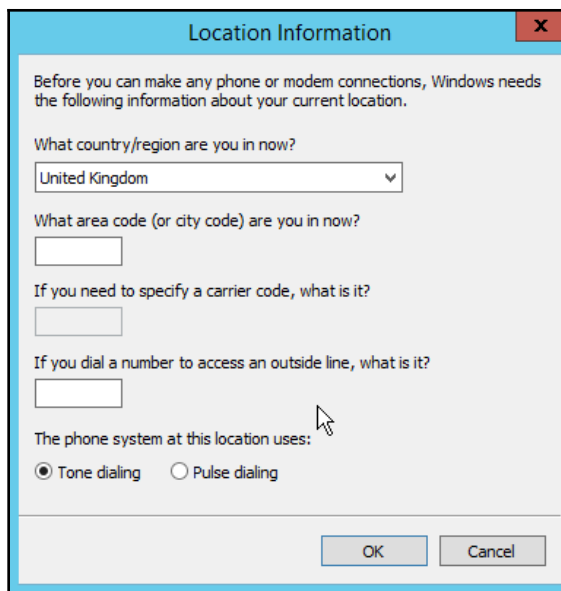 Location Information
x
Before you can make any phone or modem connections, Windows needs
the following information about your current location.
What country/region are you in now?
United Kingdom
What area code (or city code) are you in now?
If you need to specify a carrier code, what is it?
If you dial a number to access an outside line, what is it?
The phone system at this location uses:
Tone dialing Pulse dialing
OK Cancel